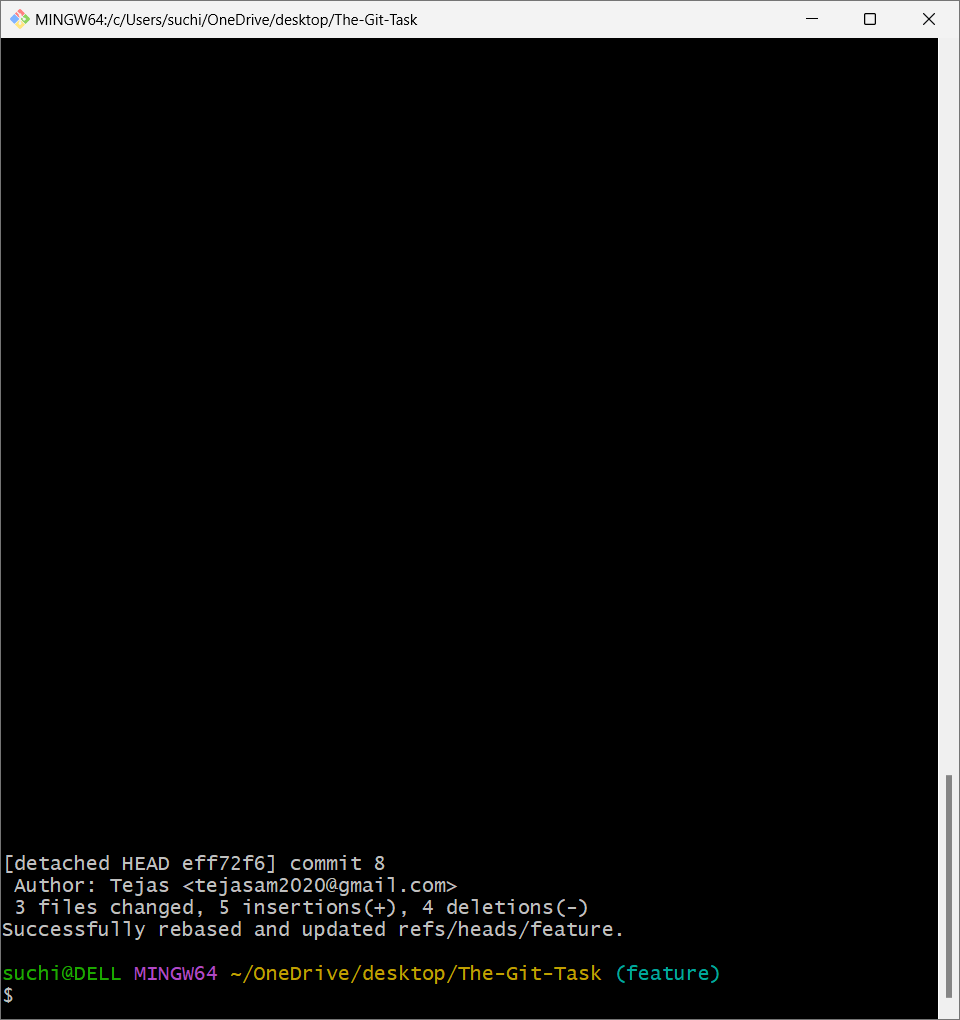 MINGW64:/c/Users/suchi/OneDrive/desktop/The-Git-Task
[detached HEAD eff72f6] commit 8
Author: Tejas <tejasam2020@gmail.com>
3 files changed, 5 insertions(+), 4 deletions(-)
Successfully rebased and updated refs/heads/feature.
suchi@DELL MINGW64 ~/OneDrive/desktop/The-Git-Task (feature)
$